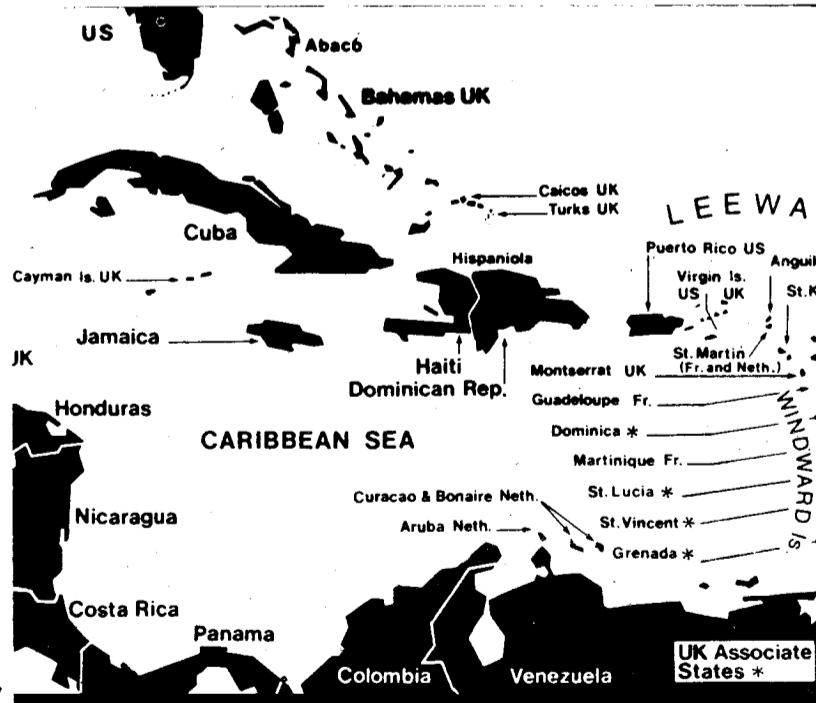 US
Abaco
Bahamas UK
Caicos UK
Turks UK
LEEWA
Cuba
Hispaniola
Puerto Rico US
Anguil
Virgin Is.
US UK
St. K
Cayman Is. UK
Jamaica
UK
St. Martin
(Fr. and Neth.)
Haiti
Dominican Rep.
Montserrat UK
Guadeloupe Fr.
Honduras
Dominica *
WINDWARD Is
CARIBBEAN SEA
Martinique Fr.
St. Lucia *
Curacao & Bonaire Neth.
Nicaragua
St. Vincent *
Aruba Neth.
Grenada *
Costa Rica
Panama
Colombia
Venezuela
UK Associate
States *